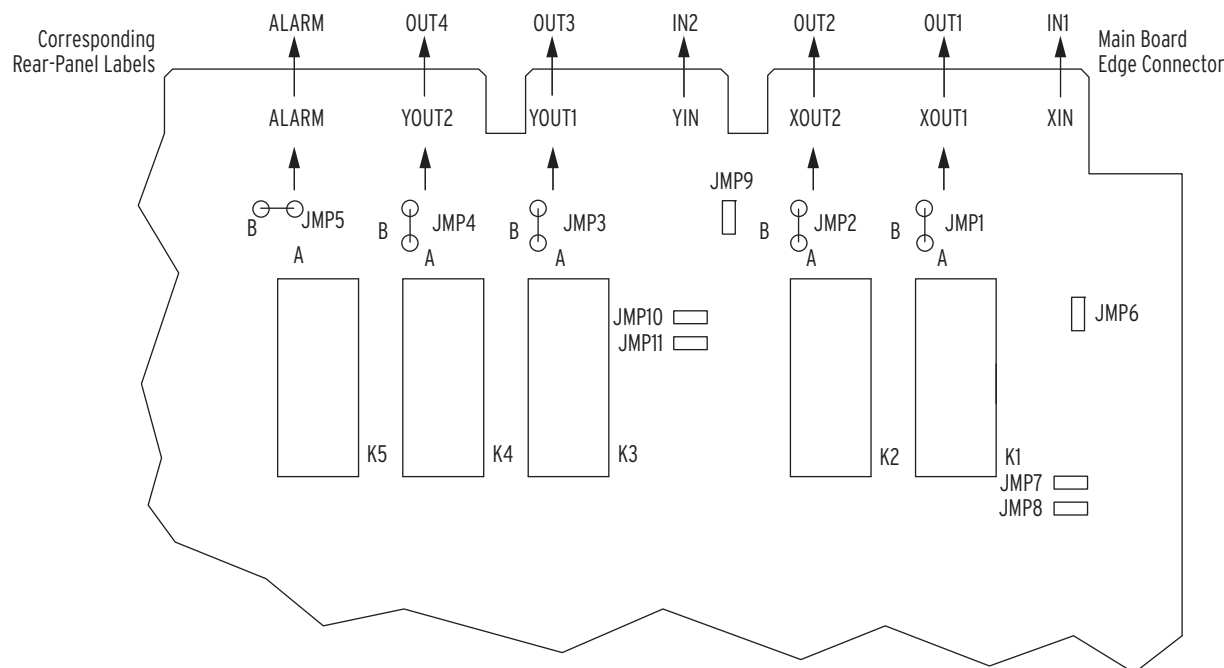 ALARM OUT4 OUT3 IN2 OUT2 OUT1 IN1
Corresponding
Rear-Panel Labels
Main Board
Edge Connector
ALARM YOUT2 YOUT1 YIN XOUT2 XOUT1 XIN
JMP9
B JMP5 B JMP4 B JMP3 B JMP2 B JMP1
A A A A A
JMP10
JMP11
JMP6
K5 K4 K3 K2 K1
JMP7
JMP8